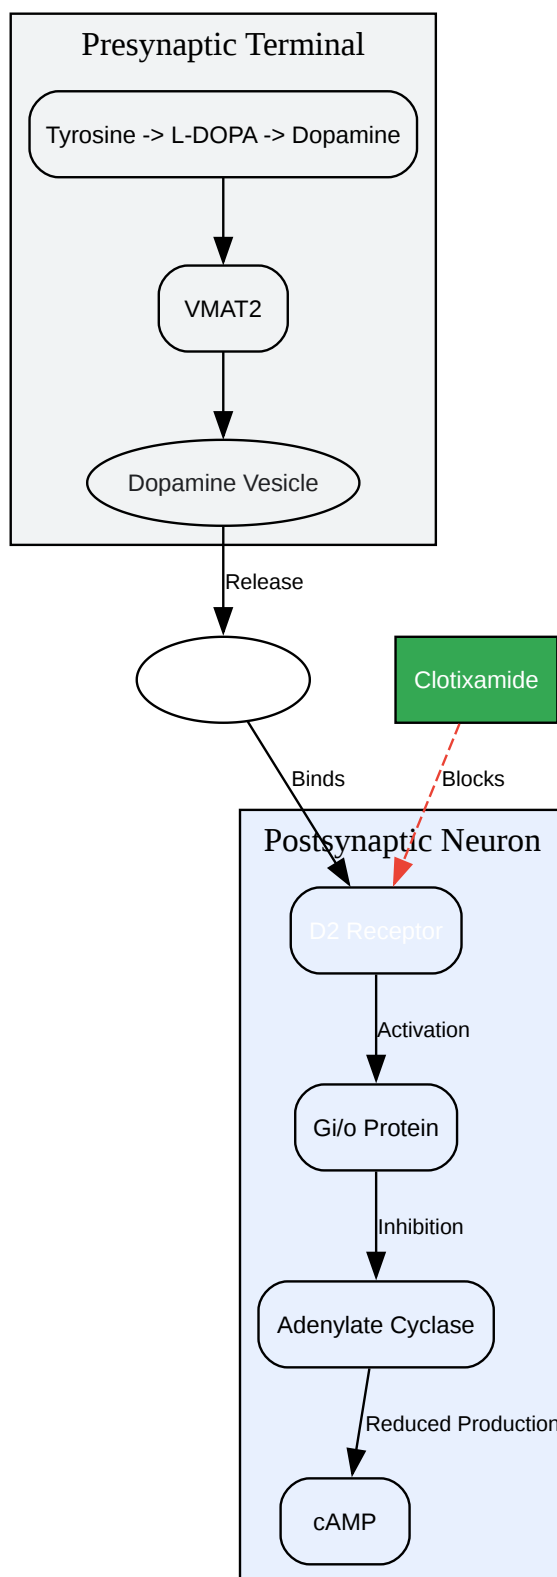 Presynaptic Terminal
Tyrosine -> L-DOPA -> Dopamine
VMAT2
Dopamine Vesicle
Release
Clotixamide
Binds
Blocks
Postsynaptic Neuron
D2 Receptor
Activation
Gi/o Protein
Inhibition
Adenylate Cyclase
Reduced Production
cAMP